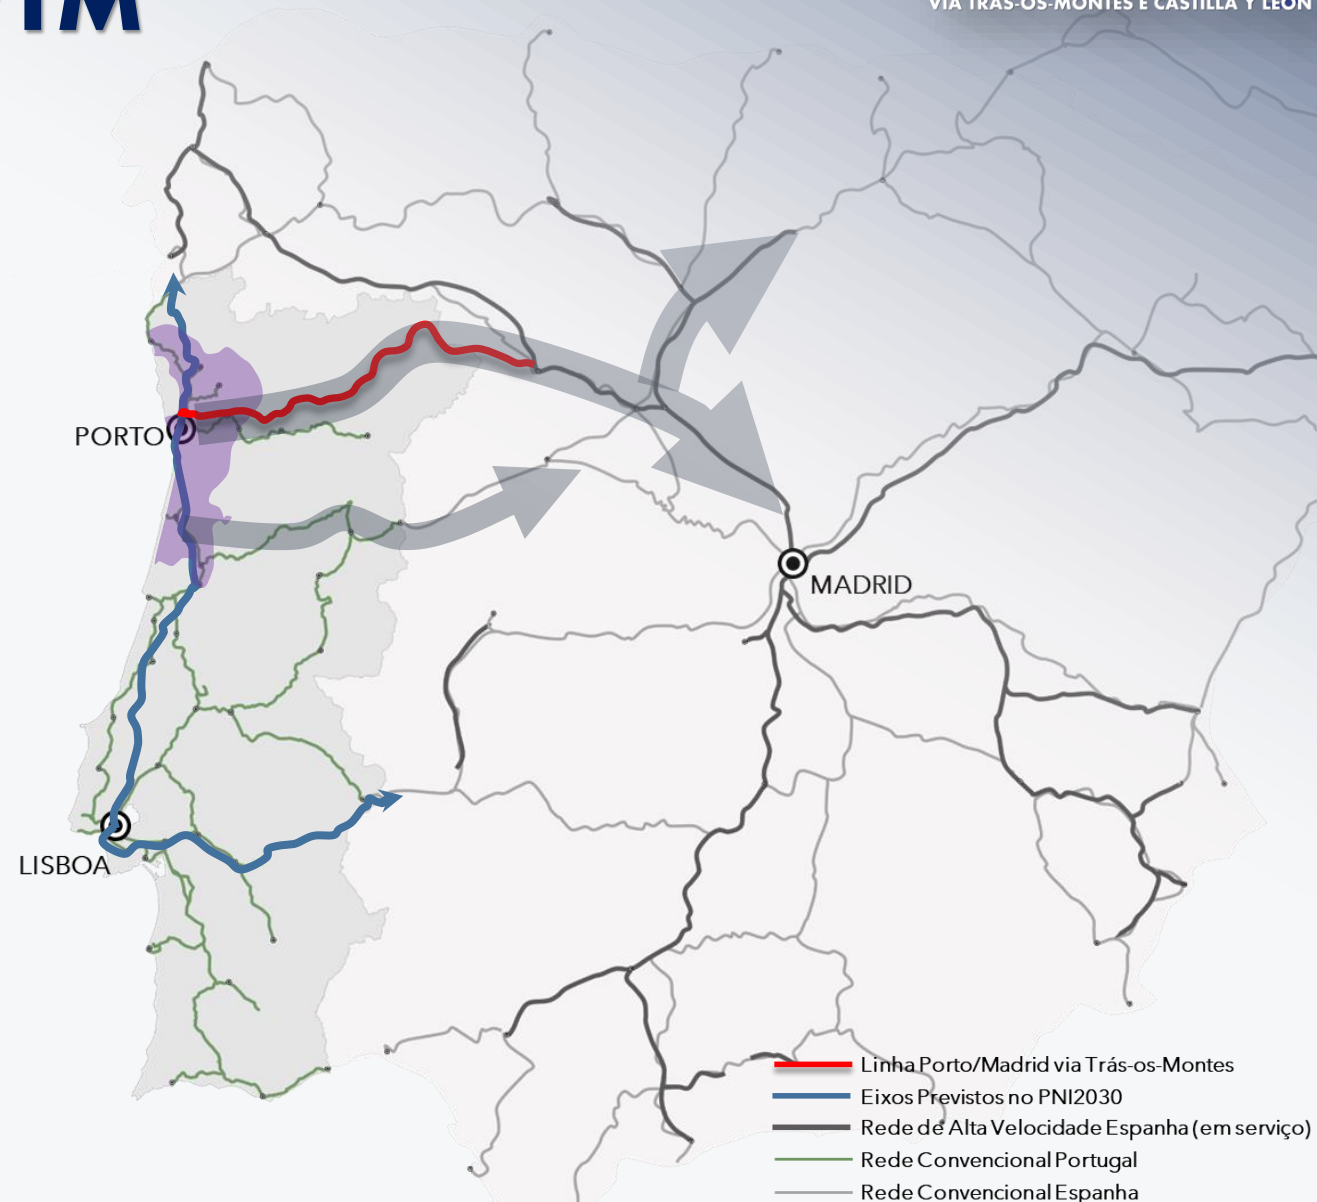 TM
VIA TRÁS-OS-MONTES E CASTILLA Y LEÓN
PORTO
MADRID
LISBOA
Linha Porto/Madrid via Trás-os-Montes
Eixos Previstos no PNI2030
Rede de Alta Velocidade Espanha (em serviço)
Rede Convencional Portugal
Rede Convencional Espanha